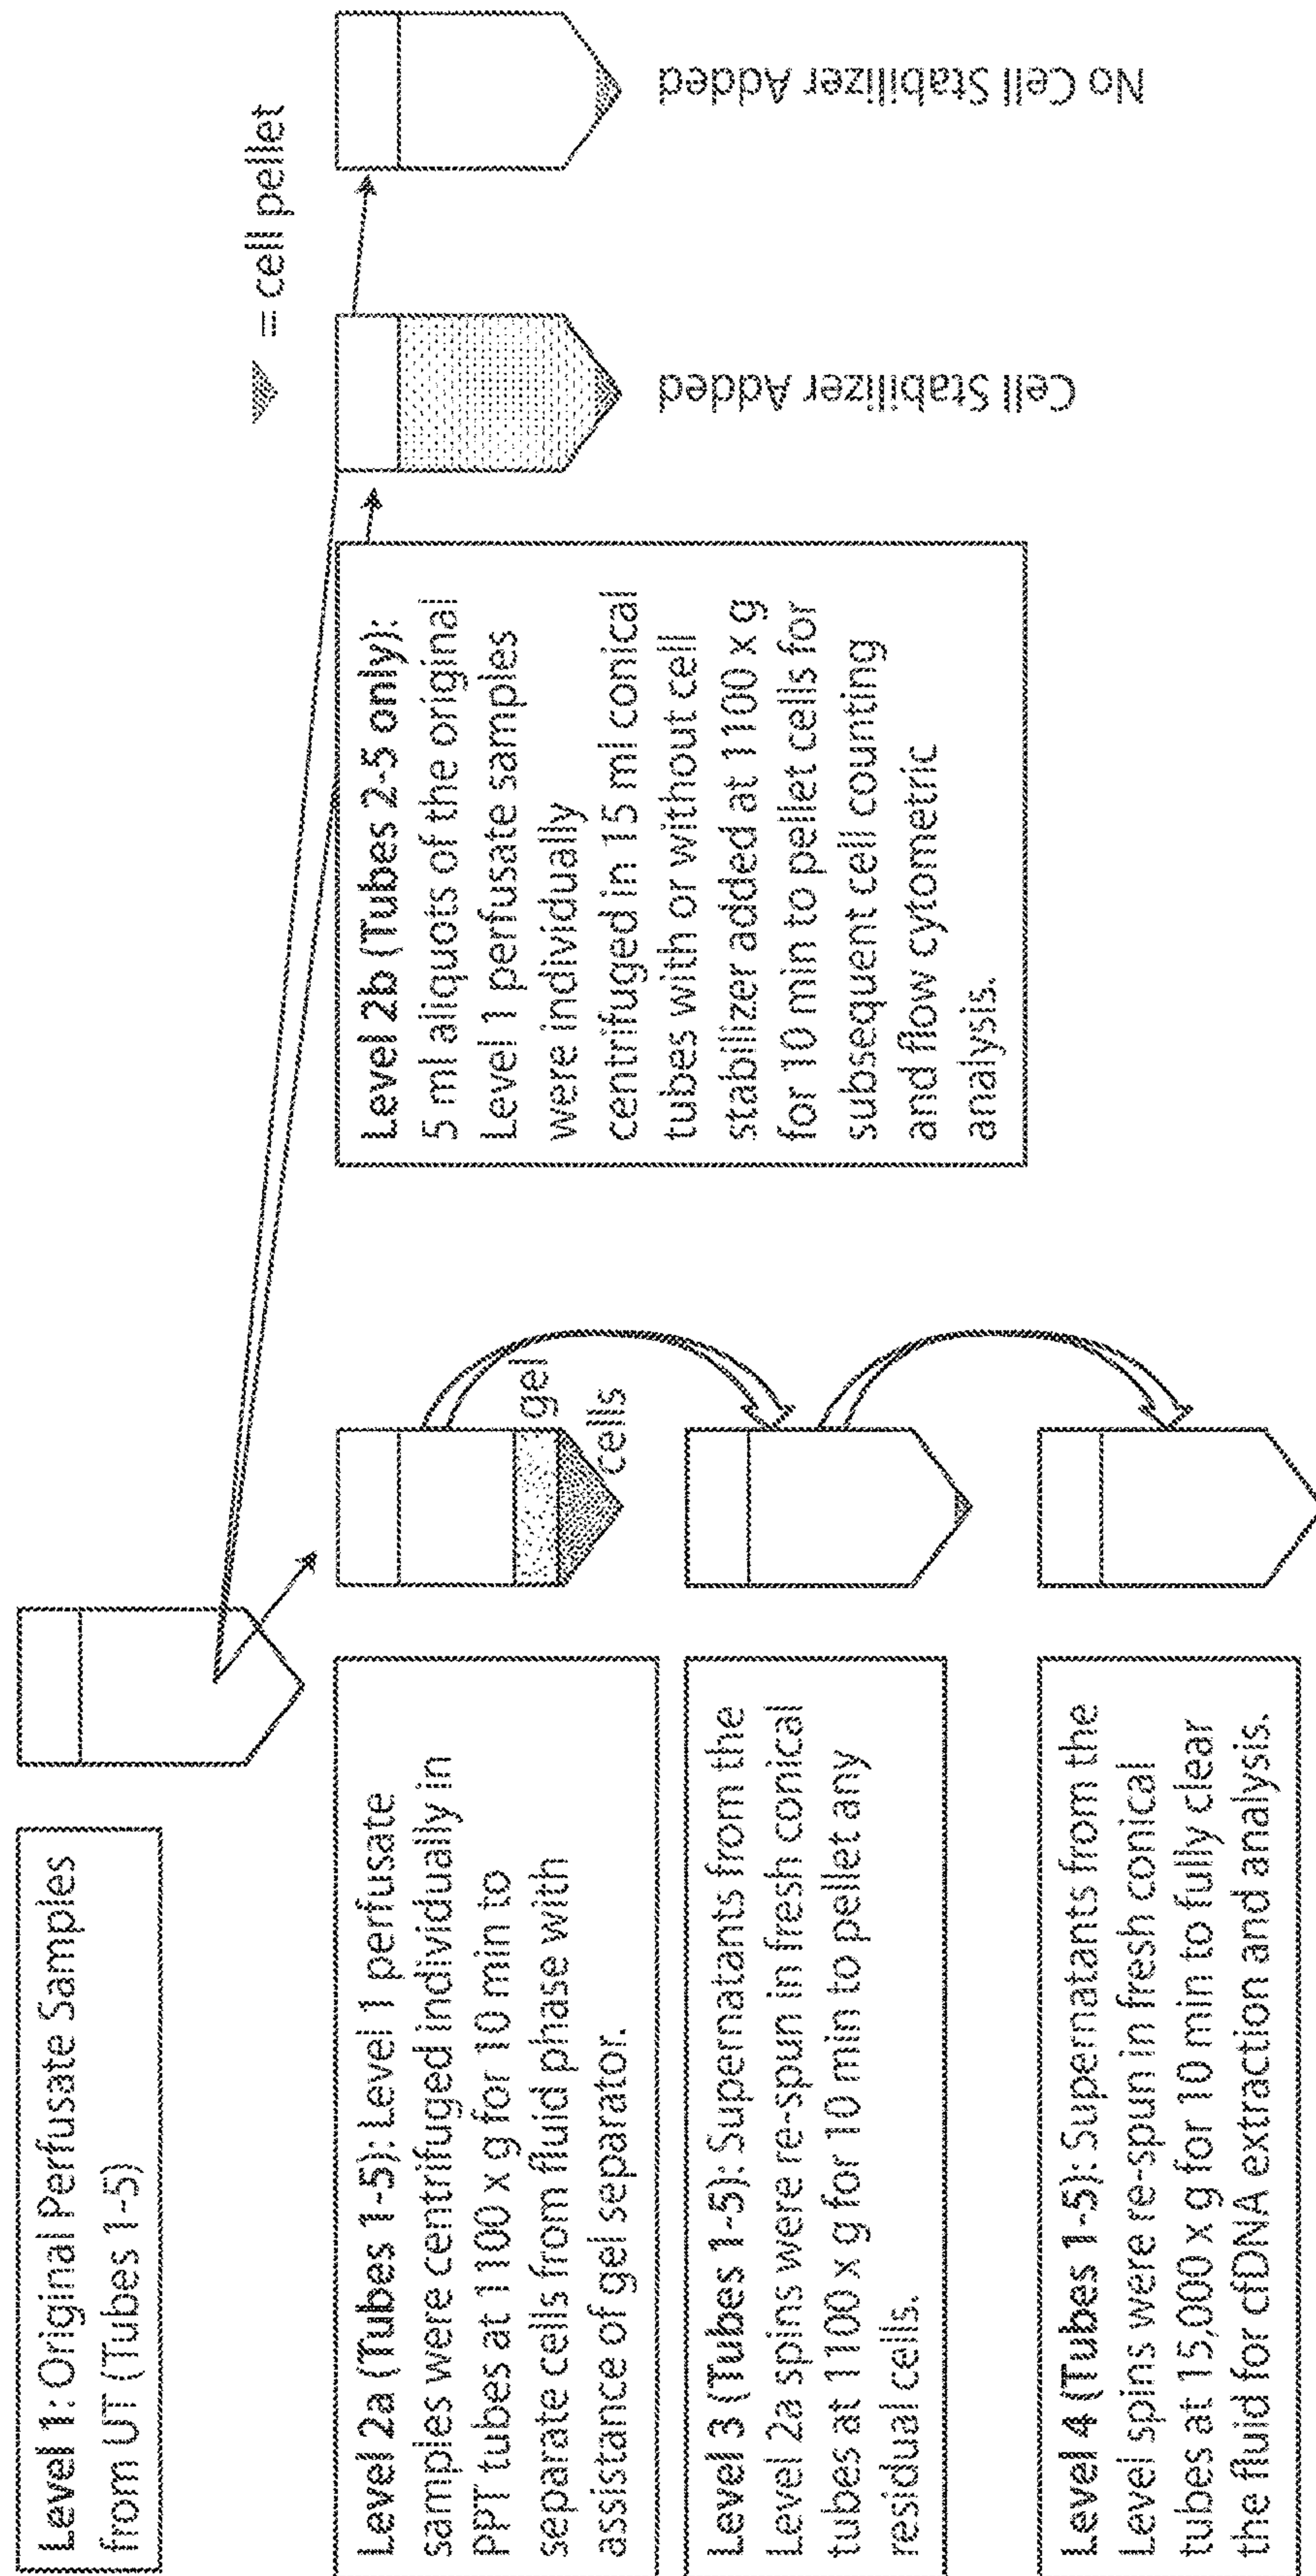 Level 1: Original Perfusate Samples
from UT (Tubes 1-5)
= cell pellet
Level 2a (Tubes 1-5): Level 1 perfusate
samples were centrifuged individually in
PPT tubes at 1100 x g for 10 min to
separate cells from fluid phase with
assistance of gel separator.
gel
cells
Level 2b (Tubes 2-5 only):
5 ml aliquots of the original
Level 1 perfusate samples
were individually
centrifuged in 15 ml conical
tubes with or without cell
stabilizer added at 1100 x g
for 10 min to pellet cells for
subsequent cell counting
and flow cytometric
analysis.
Cell Stabilizer Added
No Cell Stabilizer Added
Level 3 (Tubes 1-5): Supernatants from the
Level 2a spins were re-spun in fresh conical
tubes at 1100 x g for 10 min to pellet any
residual cells.
Level 4 (Tubes 1-5): Supernatants from the
Level spins were re-spun in fresh conical
tubes at 15,000 x g for 10 min to fully clear
the fluid for cfDNA extraction and analysis.